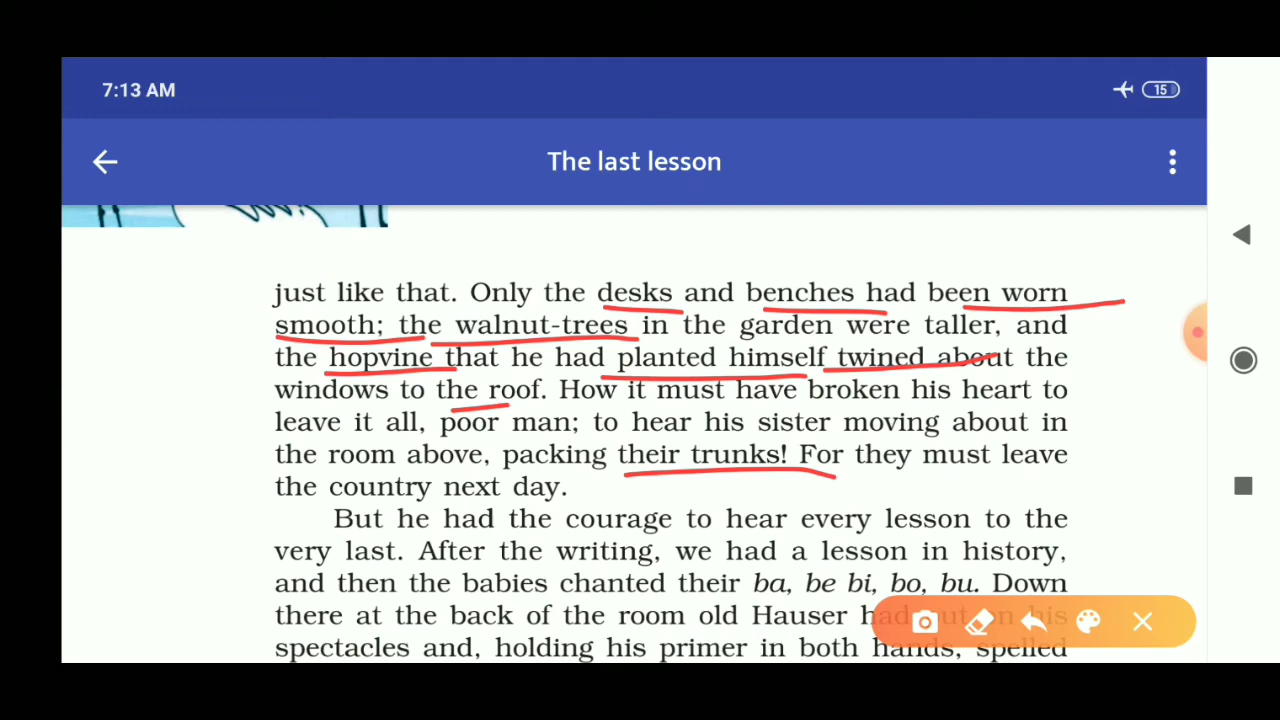 7:13 AM
15
The last lesson
just like that. Only the desks and benches had been worn
smooth; the walnut-trees in the garden were taller, and
the hopvine that he had planted himself twined about the
windows to the roof. How it must have broken his heart to
leave it all, poor man; to hear his sister moving about in
the room above, packing their trunks! For they must leave
the country next day.
But he had the courage to hear every lesson to the
very last. After the writing, we had a lesson in history,
and then the babies chanted their ba, be bi, bo, bu. Down
there at the back of the room old Hauser had put on his
spectacles and, holding his primer in both hands, spelled